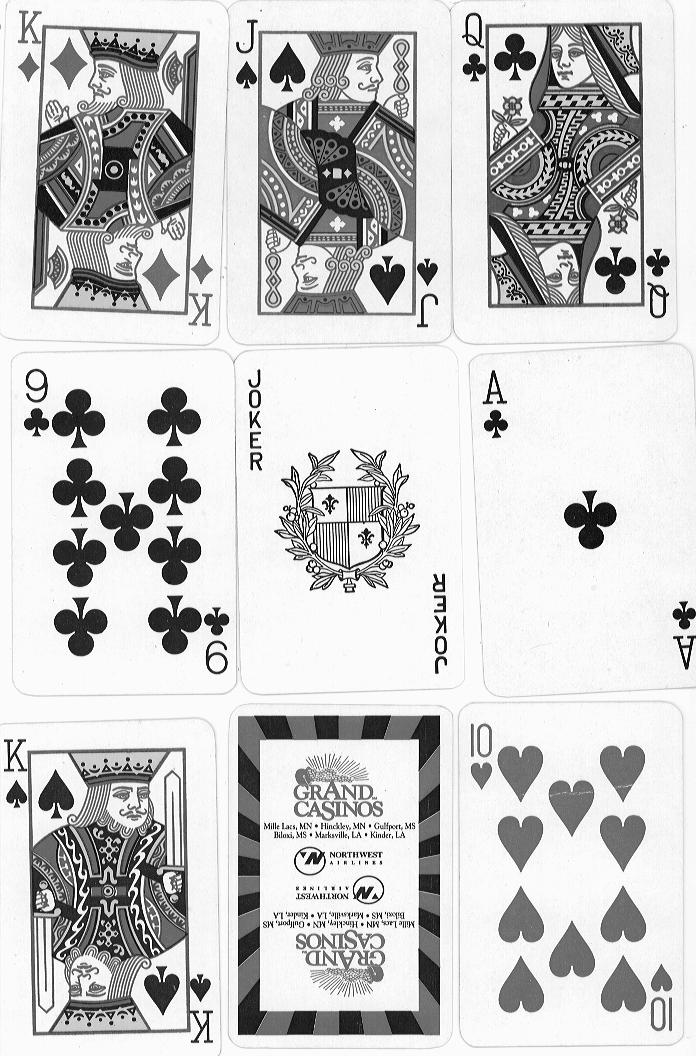 K
K
J
J
Q
Q
9
9
JOKER
JOKER
A
A
K
K
GRAND
CASINOS
Mille Lacs, MN • Hinckley, MN • Gulfport, MS
Biloxi, MS • Marksville, LA • Kinder, LA
NORTHWEST
AIRLINES
NORTHWEST
AIRLINES
Mille Lacs, MN • Hinckley, MN • Gulfport, MS
Biloxi, MS • Marksville, LA • Kinder, LA
GRAND
CASINOS
10
10